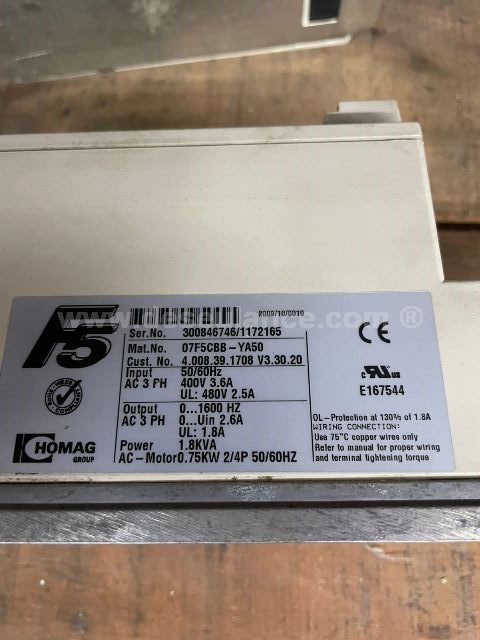 F5
2009/10/0010
Ser.No. 300846746/1172165
Mat.No. 07F5CBB-YA50
Cust. No. 4.008.39.1708 V3.30.20
Input 50/60Hz
AC 3 PH 400V 3.6A
UL: 480V 2.5A
Output 0...1600 HZ
AC 3 PH 0...Uin 2.6A
UL: 1.8A
Power 1.8KVA
AC-Motor 0.75KW 2/4P 50/60HZ
HOMAG
GROUP
CE
c RU us
E167544
OL-Protection at 130% of 1.8A
WIRING CONNECTION:
Use 75°C copper wires only
Refer to manual for proper wiring
and terminal tightening torque